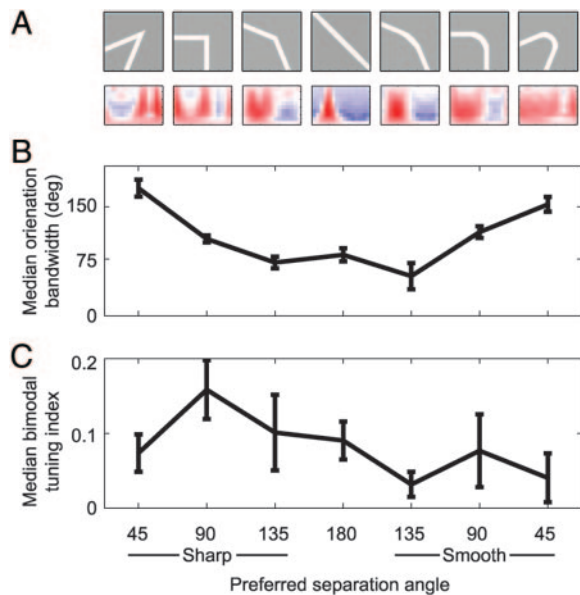 A
B
Median orienation
bandwidth (deg)
150
75
0
C
Median bimodal
tuning index
0.2
0.1
0
45 90 135 180 135 90 45
Sharp Smooth
Preferred separation angle